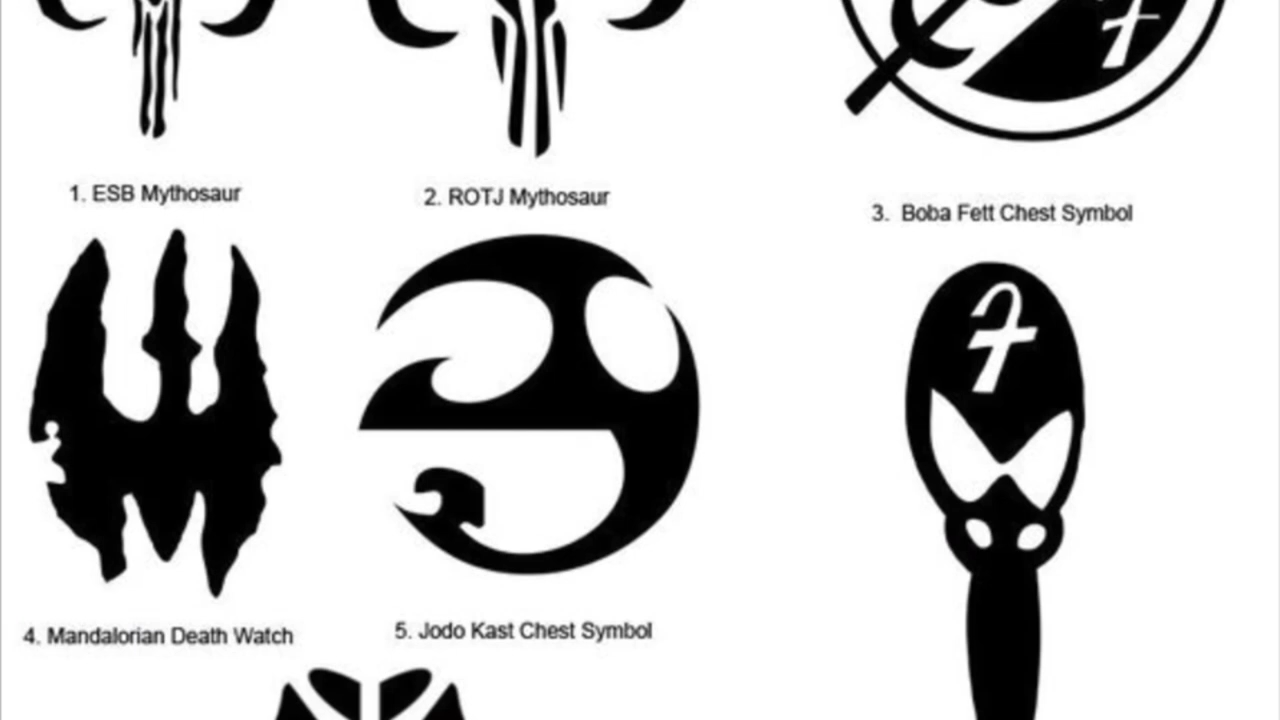 1. ESB Mythosaur
2. ROTJ Mythosaur
3. Boba Fett Chest Symbol
4. Mandalorian Death Watch
5. Jodo Kast Chest Symbol